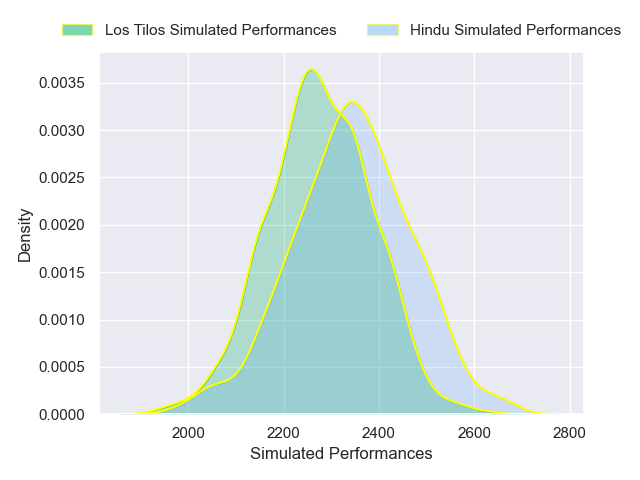 Los Tilos Simulated Performances
Hindu Simulated Performances
0.0035
0.0030
0.0025
0.0020
0.0015
0.0010
0.0005
0.0000
Density
2000 2200 2400 2600 2800
Simulated Performances